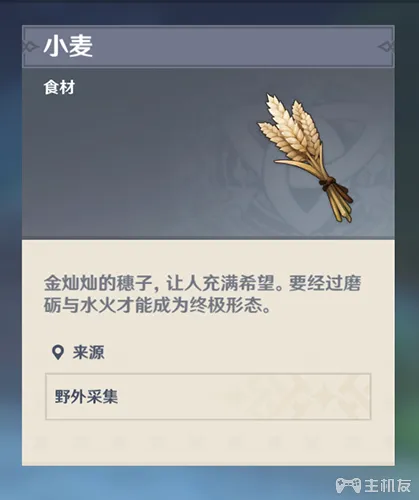 小麦
食材
金灿灿的穗子，让人充满希望。要经过磨
砺与水火才能成为终极形态。
来源
野外采集
主机友